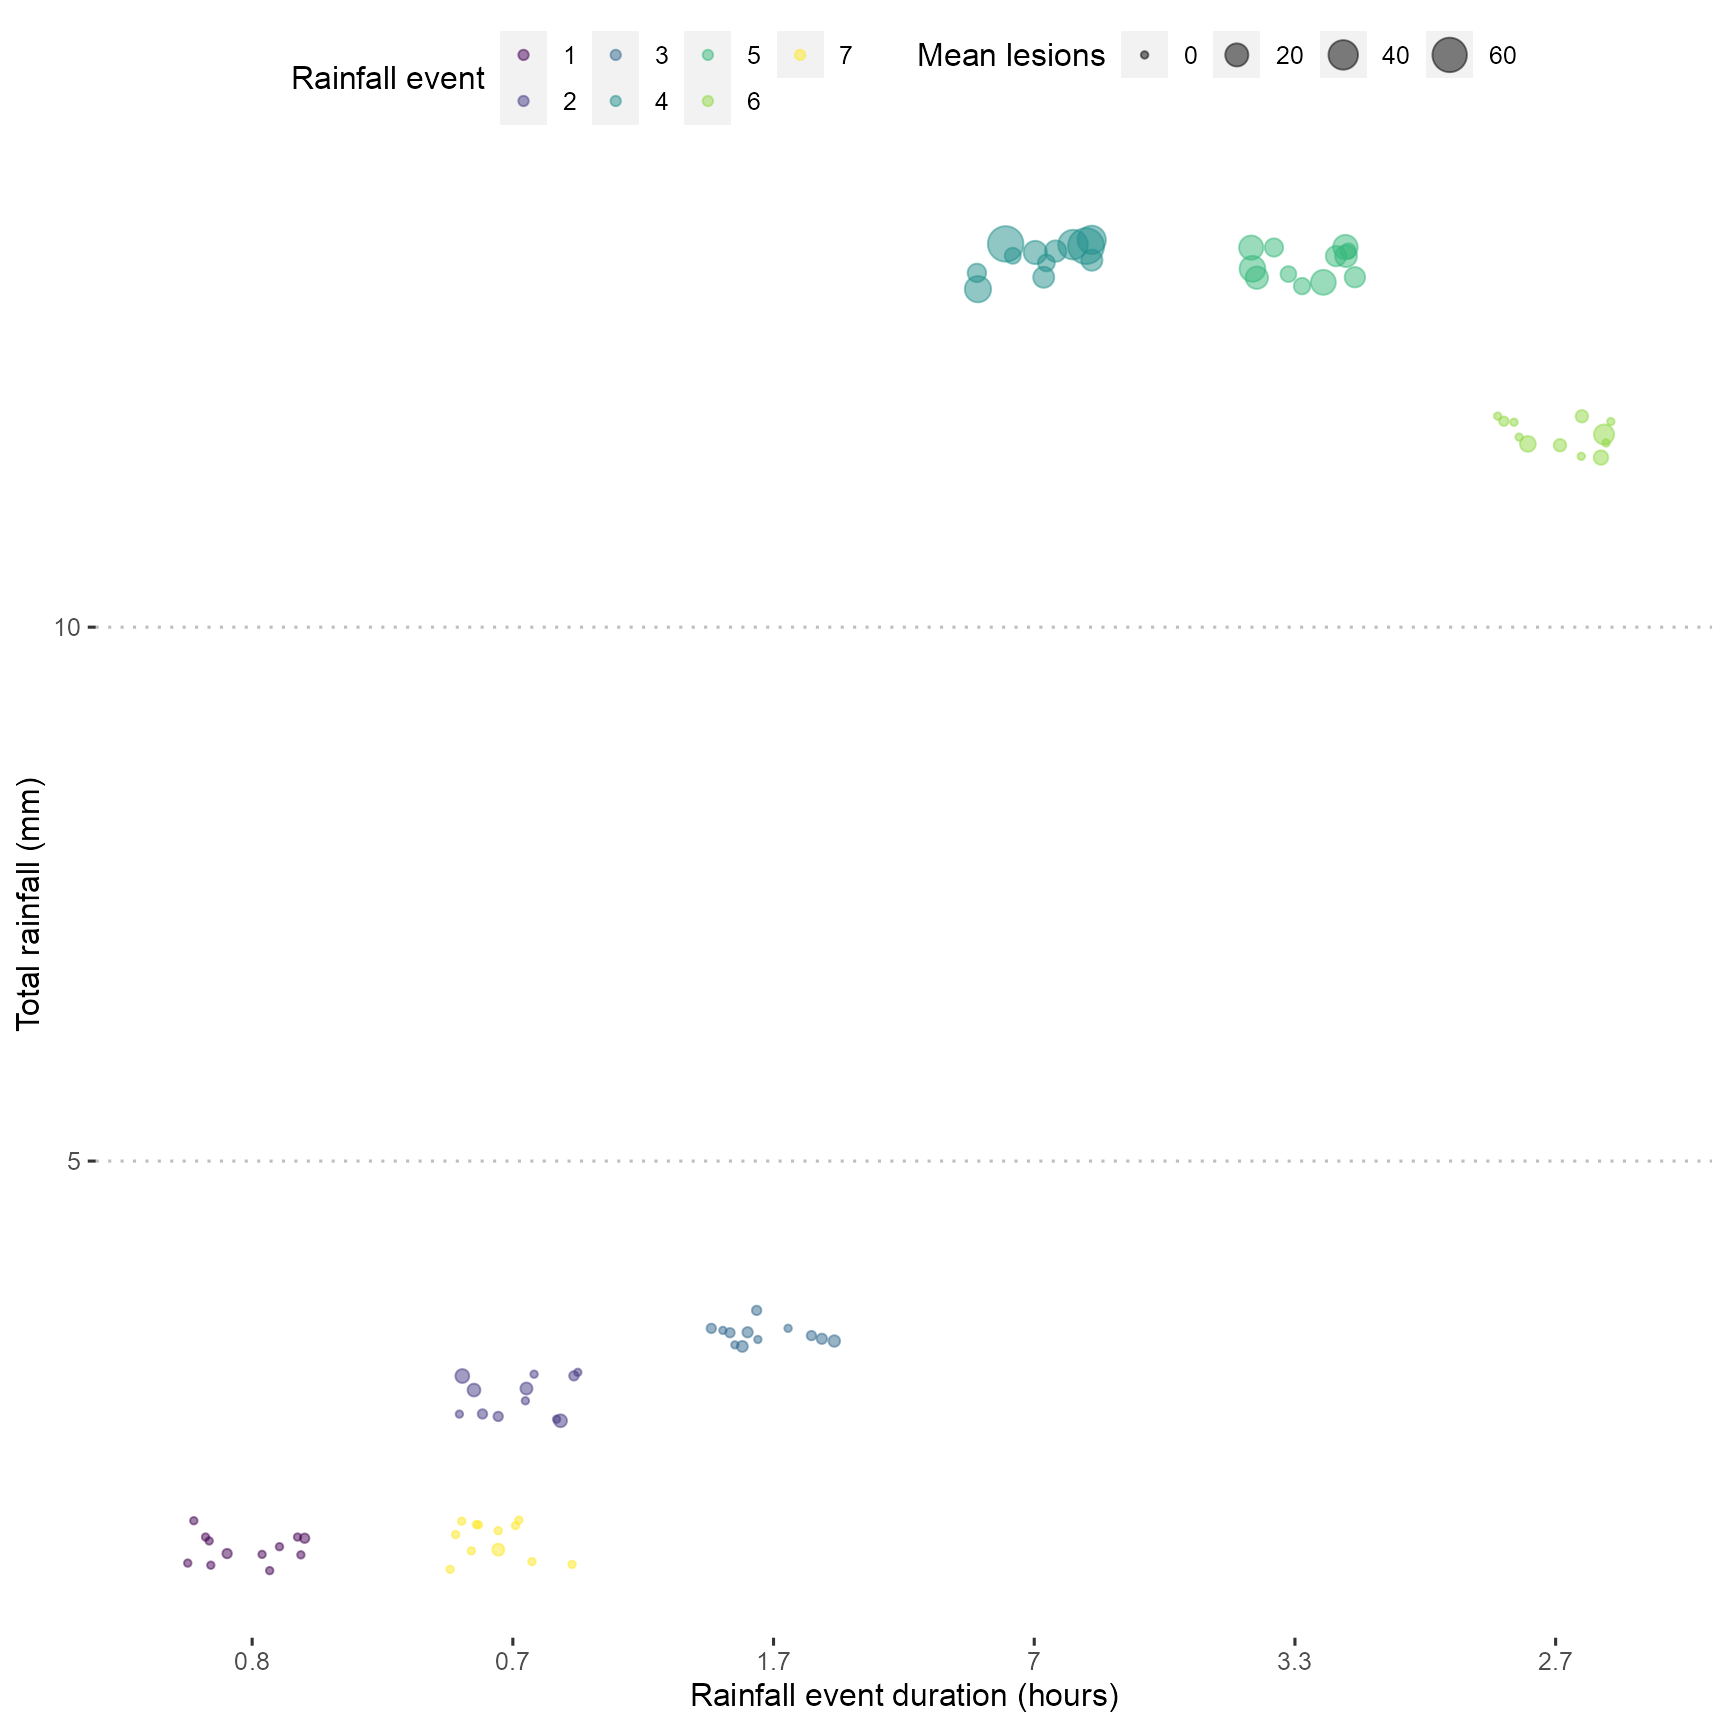 Rainfall event 1 3 5 7 Mean lesions 0 20 40 60
2 4 6
10
5
Total rainfall (mm)
0.8 0.7 1.7 7 3.3 2.7
Rainfall event duration (hours)